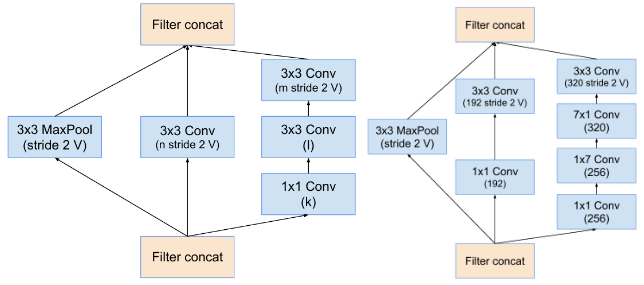 Filter concat
3x3 Conv
(m stride 2 V)
3x3 MaxPool
(stride 2 V)
3x3 Conv
(n stride 2 V)
3x3 Conv
(l)
1x1 Conv
(k)
Filter concat
Filter concat
3x3 Conv
(320 stride 2 V)
3x3 Conv
(192 stride 2 V)
7x1 Conv
(320)
3x3 MaxPool
(stride 2 V)
1x7 Conv
(256)
1x1 Conv
(192)
1x1 Conv
(256)
Filter concat